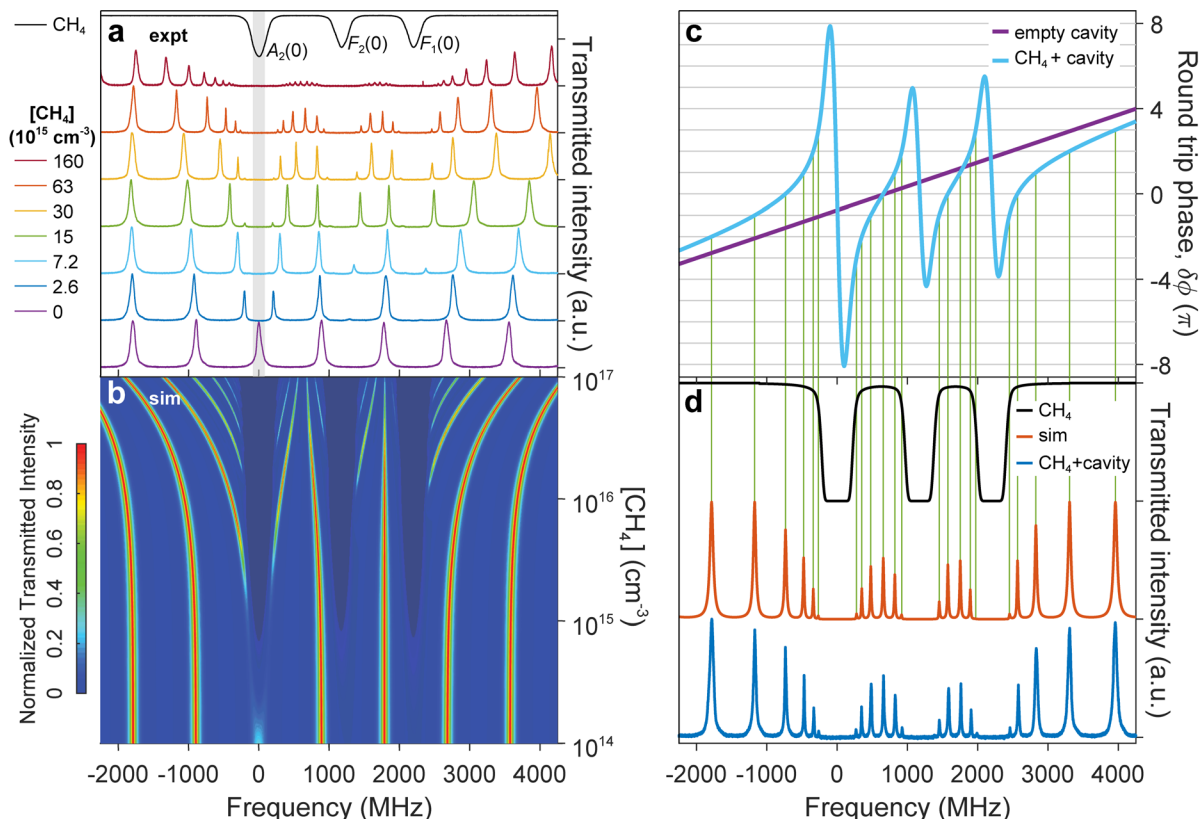 CH₄
a
expt
A₂(0)
F₂(0)
F₁(0)
[CH₄]
(10¹⁵ cm⁻³)
160
63
30
15
7.2
2.6
0
Transmitted intensity (a.u.)
b
sim
Normalized Transmitted Intensity
1
0.8
0.6
0.4
0.2
0
10¹⁷
10¹⁶
10¹⁵
10¹⁴
[CH₄] (cm⁻³)
-2000 -1000 0 1000 2000 3000 4000
Frequency (MHz)
c
empty cavity
CH₄ + cavity
8
4
0
-4
-8
Round trip phase, δϕ (π)
d
CH₄
sim
CH₄+cavity
Transmitted intensity (a.u.)
-2000 -1000 0 1000 2000 3000 4000
Frequency (MHz)